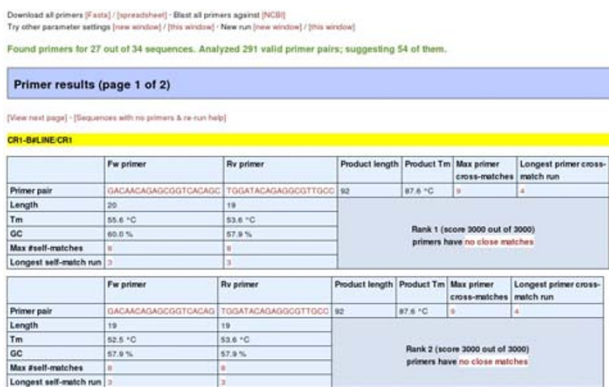 Download all primers [Fasta] / [spreadsheet] - Blast all primers against [NCBI]
Try other parameter settings [new window] / [this window] - New run [new window] / [this window]
Found primers for 27 out of 34 sequences. Analyzed 291 valid primer pairs; suggesting 54 of them.
Primer results (page 1 of 2)
[View next page] - [Sequences with no primers & re-run help]
CR1-B#LINE/CR1
Fw primer Rv primer Product length Product Tm Max primer cross-matches Longest primer cross-match run
Primer pair GACAACAGAGCGGTCACAGC TGGATACAGAGGCGTTGCC 92 87.6 °C 9 4
Length 20 19
Tm 55.6 °C 53.6 °C
GC 60.0 % 57.9 %
Max #self-matches 8 8
Longest self-match run 3 3
Rank 1 (score 3000 out of 3000)
primers have no close matches
Fw primer Rv primer Product length Product Tm Max primer cross-matches Longest primer cross-match run
Primer pair GACAACAGAGCGGTCACAG TGGATACAGAGGCGTTGCC 92 87.6 °C 9 4
Length 19 19
Tm 52.5 °C 53.6 °C
GC 57.9 % 57.9 %
Max #self-matches 8 8
Longest self-match run 3 3
Rank 2 (score 3000 out of 3000)
primers have no close matches